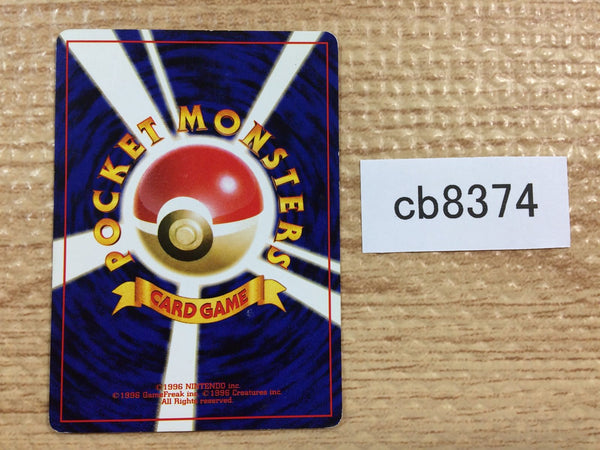 POCKET MONSTERS
CARD GAME
©1996 NINTENDO inc.
©1996 GameFreak inc. ©1996 Creatures inc.
All Rights reserved.
cb8374